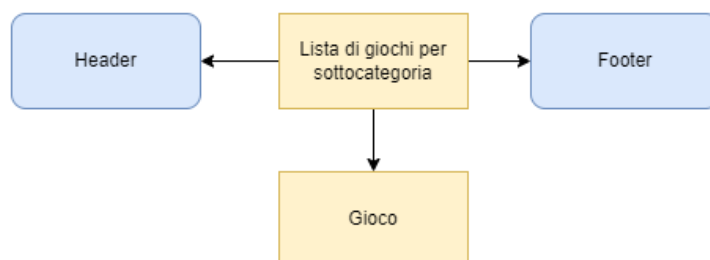 Header
Lista di giochi per
sottocategoria
Footer
Gioco